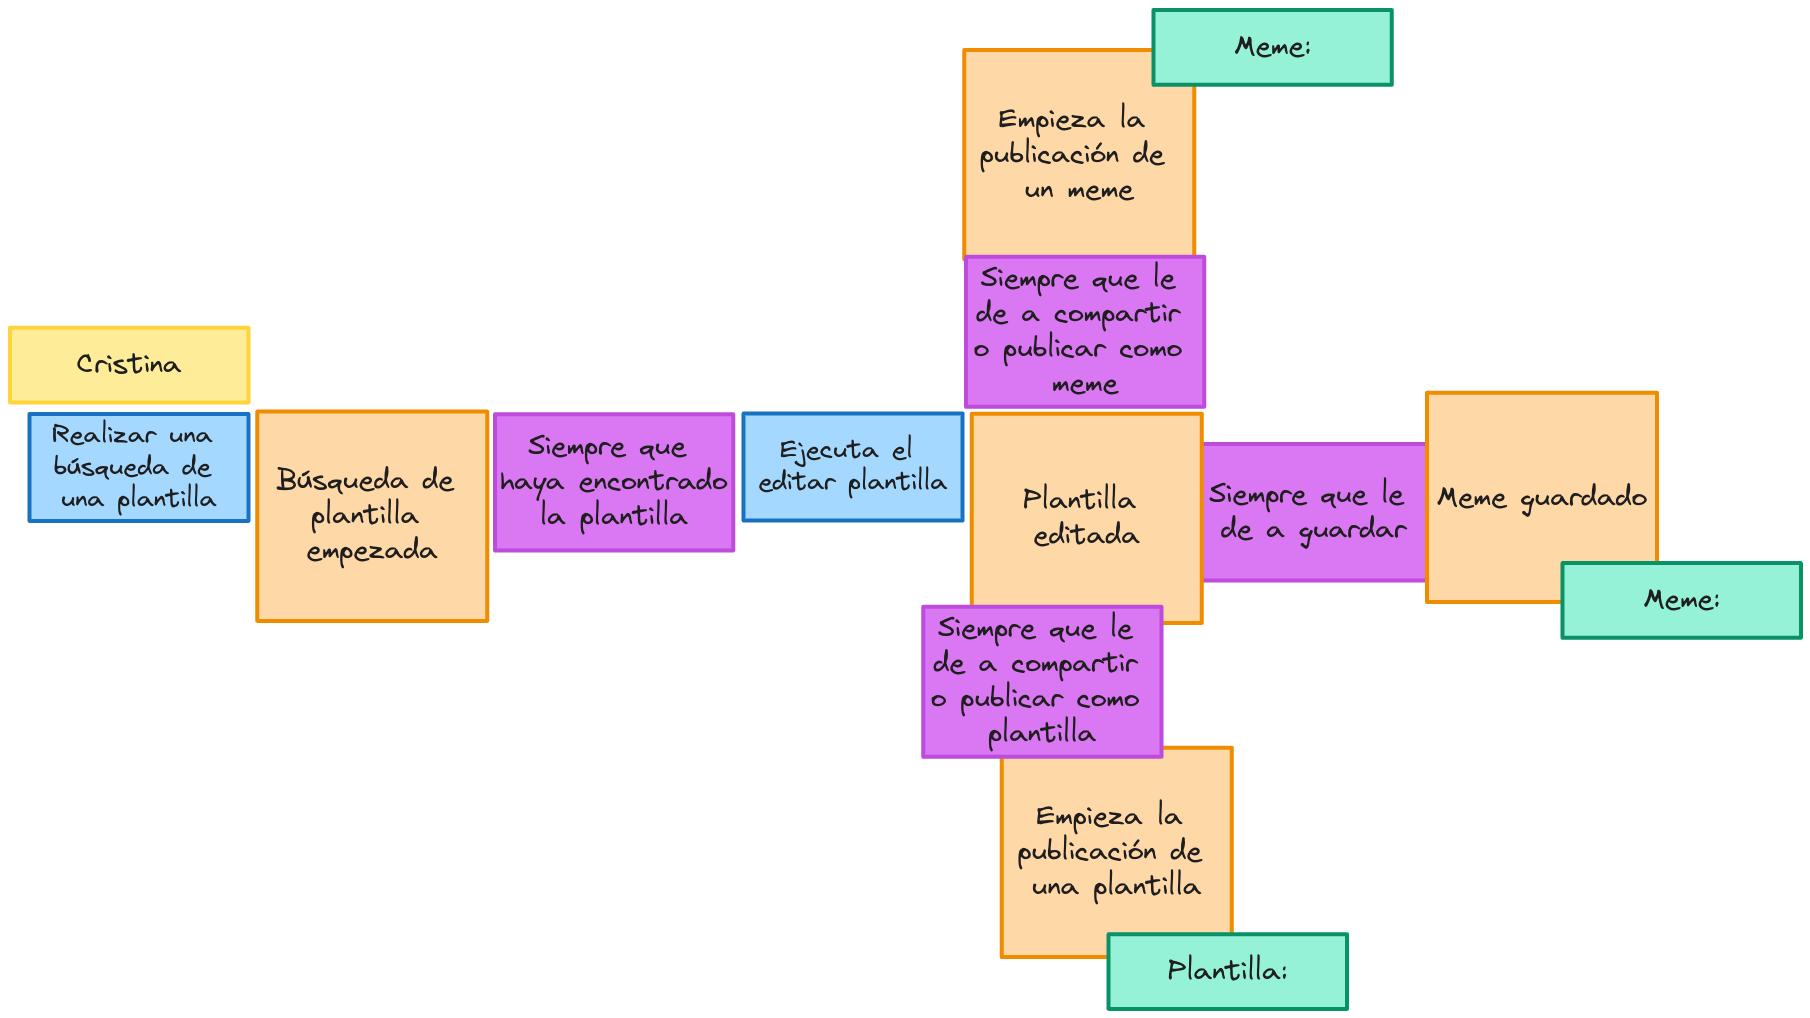 Meme:
Empieza la
publicación de
un meme
Siempre que le
de a compartir
o publicar como
meme
Cristina
Realizar una
búsqueda de
una plantilla
Búsqueda de
plantilla
empezada
Siempre que
haya encontrado
la plantilla
Ejecuta el
editar plantilla
Plantilla
editada
Siempre que le
de a guardar
Meme guardado
Meme:
Siempre que le
de a compartir
o publicar como
plantilla
Empieza la
publicación de
una plantilla
Plantilla: